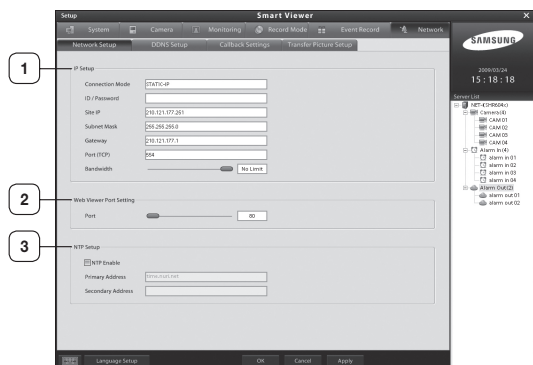 Setup
Smart Viewer
X
System
Camera
Monitoring
Record Mode
Event Record
Network
Network Setup
DDNS Setup
Callback Settings
Transfer Picture Setup
SAMSUNG
2009/03/24
15 : 18 : 18
1
IP Setup
Connection Mode
STATIC-IP
ID / Password
Site IP
210.121.177.251
Subnet Mask
255.255.255.0
Gateway
210.121.177.1
Port (TCP)
554
Bandwidth
No Limit
2
Web Viewer Port Setting
Port
80
3
NTP Setup
NTP Enable
Primary Address
Secondary Address
Server List
NET-i(SHR604c)
Camera(4)
CAM 01
CAM 02
CAM 03
CAM 04
Alarm In (4)
alarm in 01
alarm in 02
alarm in 03
alarm in 04
Alarm Out(2)
alarm out 01
alarm out 02
Language Setup
OK
Cancel
Apply